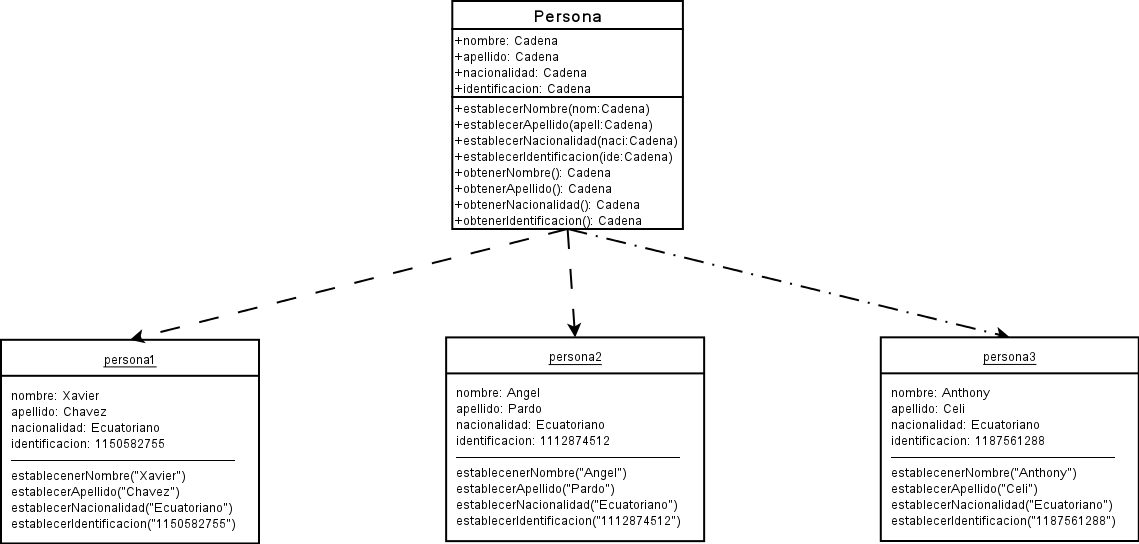 Persona
+nombre: Cadena
+apellido: Cadena
+nacionalidad: Cadena
+identificacion: Cadena
+establecerNombre(nom:Cadena)
+establecerApellido(apell:Cadena)
+establecerNacionalidad(naci:Cadena)
+establecerIdentificacion(ide:Cadena)
+obtenerNombre(): Cadena
+obtenerApellido(): Cadena
+obtenerNacionalidad(): Cadena
+obtenerIdentificacion(): Cadena
persona1
nombre: Xavier
apellido: Chavez
nacionalidad: Ecuatoriano
identificacion: 1150582755
establecenerNombre("Xavier")
establecerApellido("Chavez")
establecerNacionalidad("Ecuatoriano")
establecerIdentificacion("1150582755")
persona2
nombre: Angel
apellido: Pardo
nacionalidad: Ecuatoriano
identificacion: 1112874512
establecenerNombre("Angel")
establecerApellido("Pardo")
establecerNacionalidad("Ecuatoriano")
establecerIdentificacion("1112874512")
persona3
nombre: Anthony
apellido: Celi
nacionalidad: Ecuatoriano
identificacion: 1187561288
establecenerNombre("Anthony")
establecerApellido("Celi")
establecerNacionalidad("Ecuatoriano")
establecerIdentificacion("1187561288")